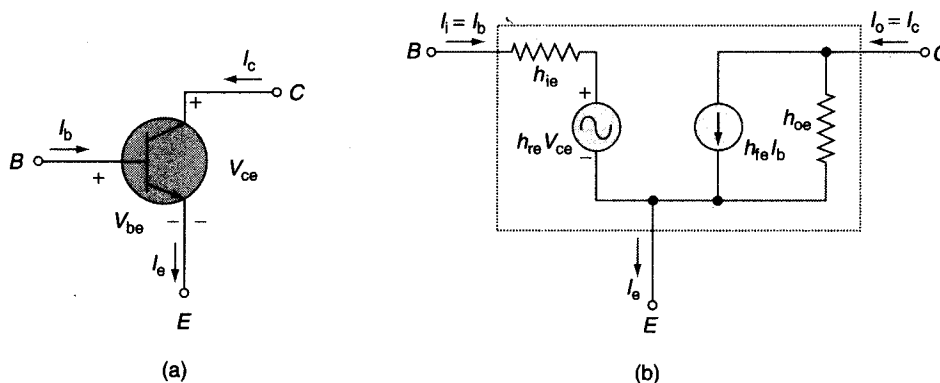 I_c
+
C
I_b
B
+
V_ce
V_be
– –
I_e
E
(a)
I_i = I_b
B
h_ie
+
h_re V_ce
–
I_o = I_c
C
h_fe I_b
h_oe
I_e
E
(b)